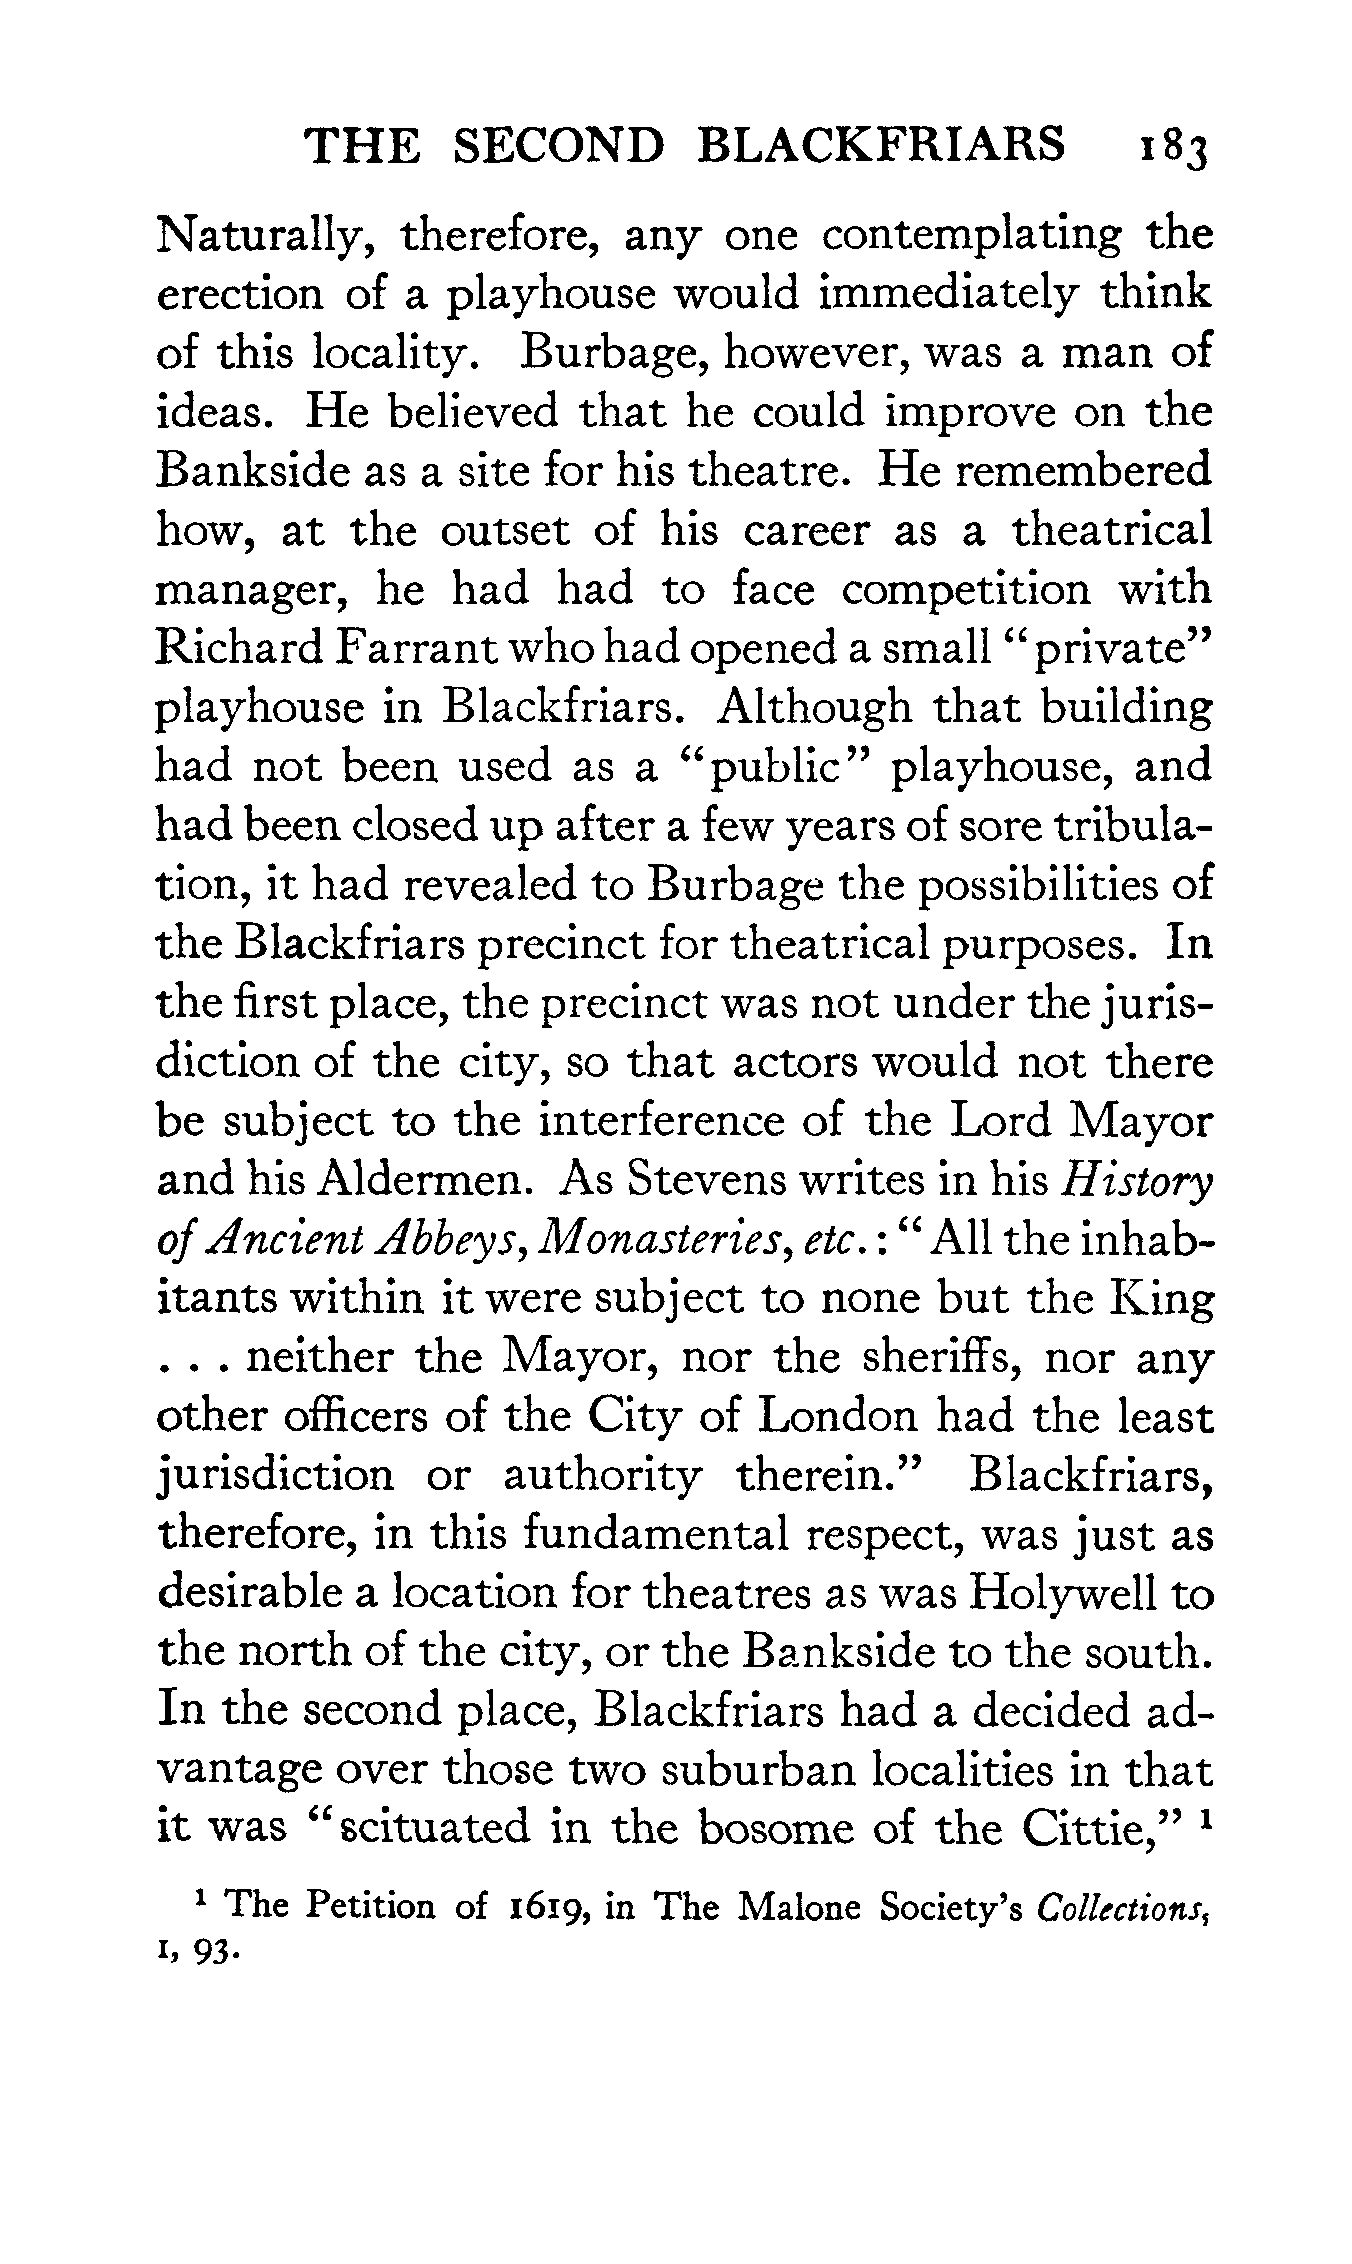 THE SECOND BLACKFRIARS 183
Naturally, therefore, any one contemplating the
erection of a playhouse would immediately think
of this locality. Burbage, however, was a man of
ideas. He believed that he could improve on the
Bankside as a site for his theatre. He remembered
how, at the outset of his career as a theatrical
manager, he had had to face competition with
Richard Farrant who had opened a small “private”
playhouse in Blackfriars. Although that building
had not been used as a “public” playhouse, and
had been closed up after a few years of sore tribula-
tion, it had revealed to Burbage the possibilities of
the Blackfriars precinct for theatrical purposes. In
the first place, the precinct was not under the juris-
diction of the city, so that actors would not there
be subject to the interference of the Lord Mayor
and his Aldermen. As Stevens writes in his History
of Ancient Abbeys, Monasteries, etc.: “All the inhab-
itants within it were subject to none but the King
. . . neither the Mayor, nor the sheriffs, nor any
other officers of the City of London had the least
jurisdiction or authority therein.” Blackfriars,
therefore, in this fundamental respect, was just as
desirable a location for theatres as was Holywell to
the north of the city, or the Bankside to the south.
In the second place, Blackfriars had a decided ad-
vantage over those two suburban localities in that
it was “scituated in the bosome of the Cittie,” ¹
¹ The Petition of 1619, in The Malone Society’s Collections,
I, 93.